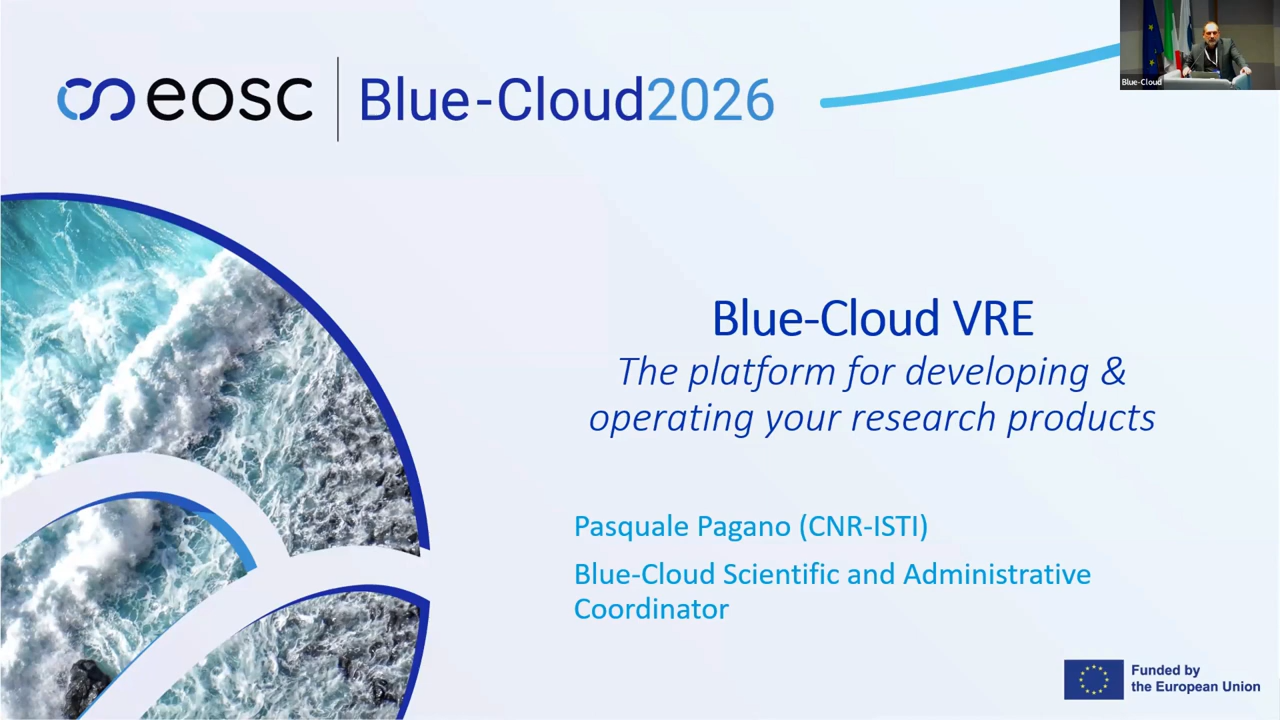 eosc
Blue-Cloud2026
Blue-Cloud
Blue-Cloud VRE
The platform for developing &
operating your research products
Pasquale Pagano (CNR-ISTI)
Blue-Cloud Scientific and Administrative
Coordinator
Funded by
the European Union